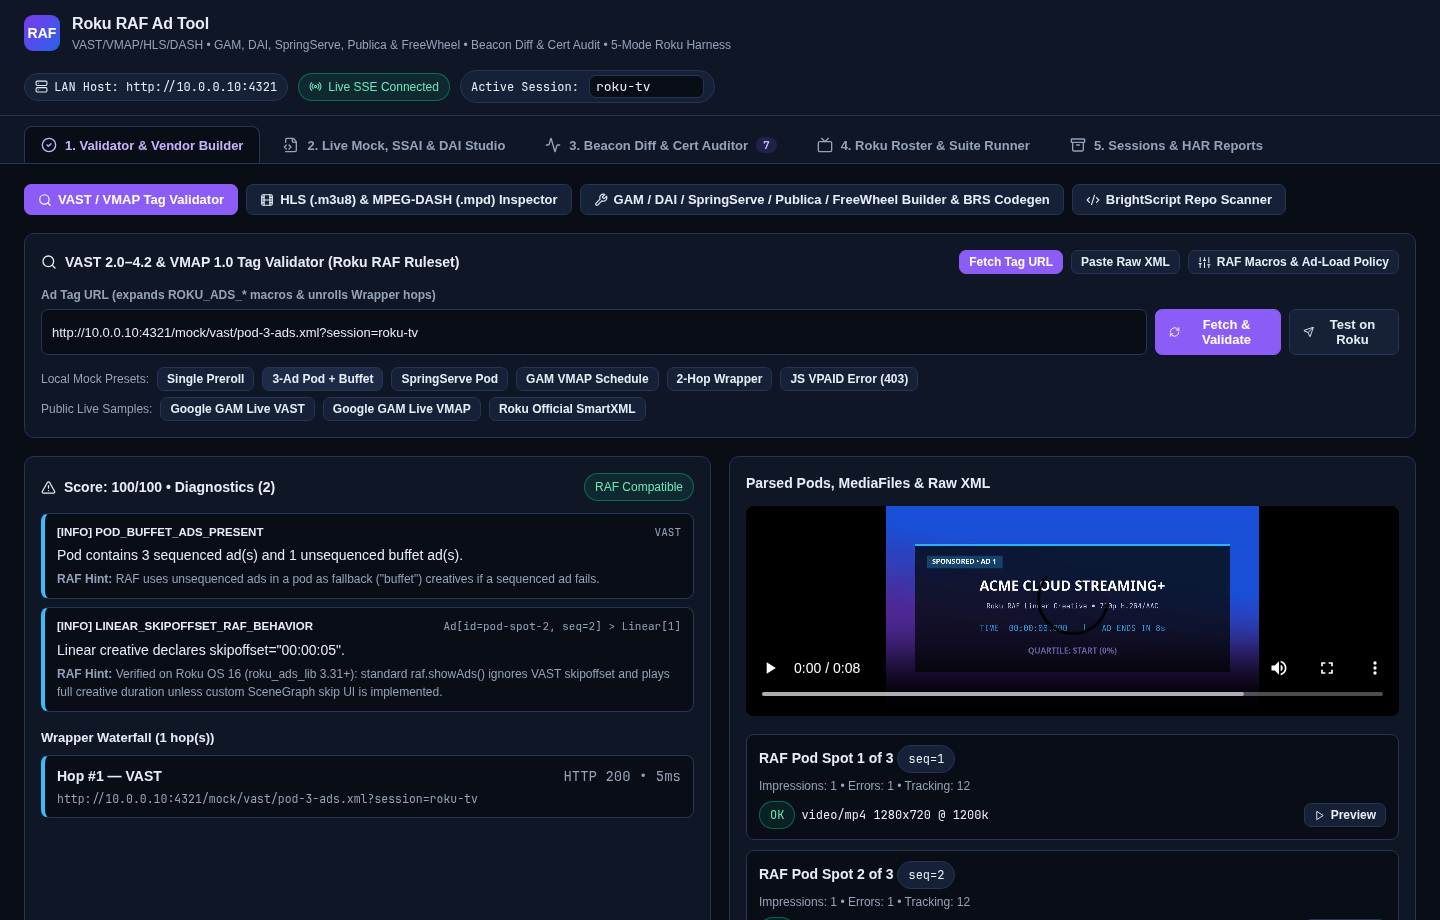 RAF
Roku RAF Ad Tool
VAST/VMAP/HLS/DASH • GAM, DAI, SpringServe, Publica & FreeWheel • Beacon Diff & Cert Audit • 5-Mode Roku Harness
LAN Host: http://10.0.0.10:4321
Live SSE Connected
Active Session: roku-tv
1. Validator & Vendor Builder
2. Live Mock, SSAI & DAI Studio
3. Beacon Diff & Cert Auditor 7
4. Roku Roster & Suite Runner
5. Sessions & HAR Reports
VAST / VMAP Tag Validator
HLS (.m3u8) & MPEG-DASH (.mpd) Inspector
GAM / DAI / SpringServe / Publica / FreeWheel Builder & BRS Codegen
BrightScript Repo Scanner
VAST 2.0–4.2 & VMAP 1.0 Tag Validator (Roku RAF Ruleset)
Fetch Tag URL
Paste Raw XML
RAF Macros & Ad-Load Policy
Ad Tag URL (expands ROKU_ADS_* macros & unrolls Wrapper hops)
http://10.0.0.10:4321/mock/vast/pod-3-ads.xml?session=roku-tv
Fetch &
Validate
Test on
Roku
Local Mock Presets: Single Preroll 3-Ad Pod + Buffet SpringServe Pod GAM VMAP Schedule 2-Hop Wrapper JS VPAID Error (403)
Public Live Samples: Google GAM Live VAST Google GAM Live VMAP Roku Official SmartXML
Score: 100/100 • Diagnostics (2)
RAF Compatible
[INFO] POD_BUFFET_ADS_PRESENT
VAST
Pod contains 3 sequenced ad(s) and 1 unsequenced buffet ad(s).
RAF Hint: RAF uses unsequenced ads in a pod as fallback ("buffet") creatives if a sequenced ad fails.
[INFO] LINEAR_SKIPOFFSET_RAF_BEHAVIOR
Ad[id=pod-spot-2, seq=2] > Linear[1]
Linear creative declares skipoffset="00:00:05".
RAF Hint: Verified on Roku OS 16 (roku_ads_lib 3.31+): standard raf.showAds() ignores VAST skipoffset and plays
full creative duration unless custom SceneGraph skip UI is implemented.
Wrapper Waterfall (1 hop(s))
Hop #1 — VAST
HTTP 200 • 5ms
http://10.0.0.10:4321/mock/vast/pod-3-ads.xml?session=roku-tv
Parsed Pods, MediaFiles & Raw XML
SPONSORED • AD 1
ACME CLOUD STREAMING+
Roku RAF Linear Creative • 720p H.264/AAC
TIME 00:00:00.000 | AD ENDS IN 8s
QUARTILE: START (0%)
0:00 / 0:08
RAF Pod Spot 1 of 3 seq=1
Impressions: 1 • Errors: 1 • Tracking: 12
OK video/mp4 1280x720 @ 1200k
Preview
RAF Pod Spot 2 of 3 seq=2
Impressions: 1 • Errors: 1 • Tracking: 12